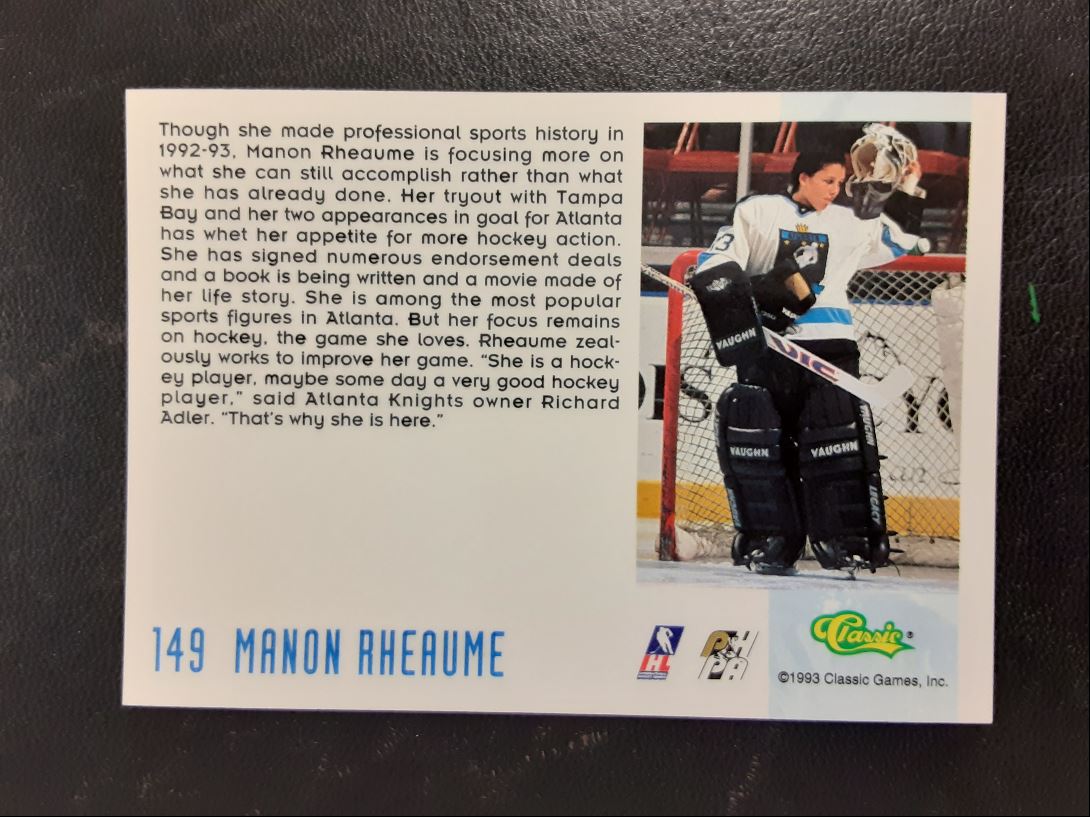 Though she made professional sports history in
1992-93, Manon Rheaume is focusing more on
what she can still accomplish rather than what
she has already done. Her tryout with Tampa
Bay and her two appearances in goal for Atlanta
has whet her appetite for more hockey action.
She has signed numerous endorsement deals
and a book is being written and a movie made of
her life story. She is among the most popular
sports figures in Atlanta. But her focus remains
on hockey, the game she loves. Rheaume zeal-
ously works to improve her game. "She is a hock-
ey player, maybe some day a very good hockey
player," said Atlanta Knights owner Richard
Adler. "That's why she is here."
3
VAUGHN
VIC
VAUGHN
VAUGHN
VAUGHN
LEGACY
149 MANON RHEAUME
IHL
PHPA
Classic®
©1993 Classic Games, Inc.